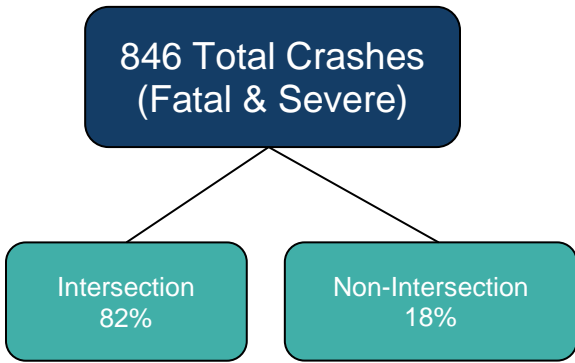 846 Total Crashes
(Fatal & Severe)
Intersection
82%
Non-Intersection
18%